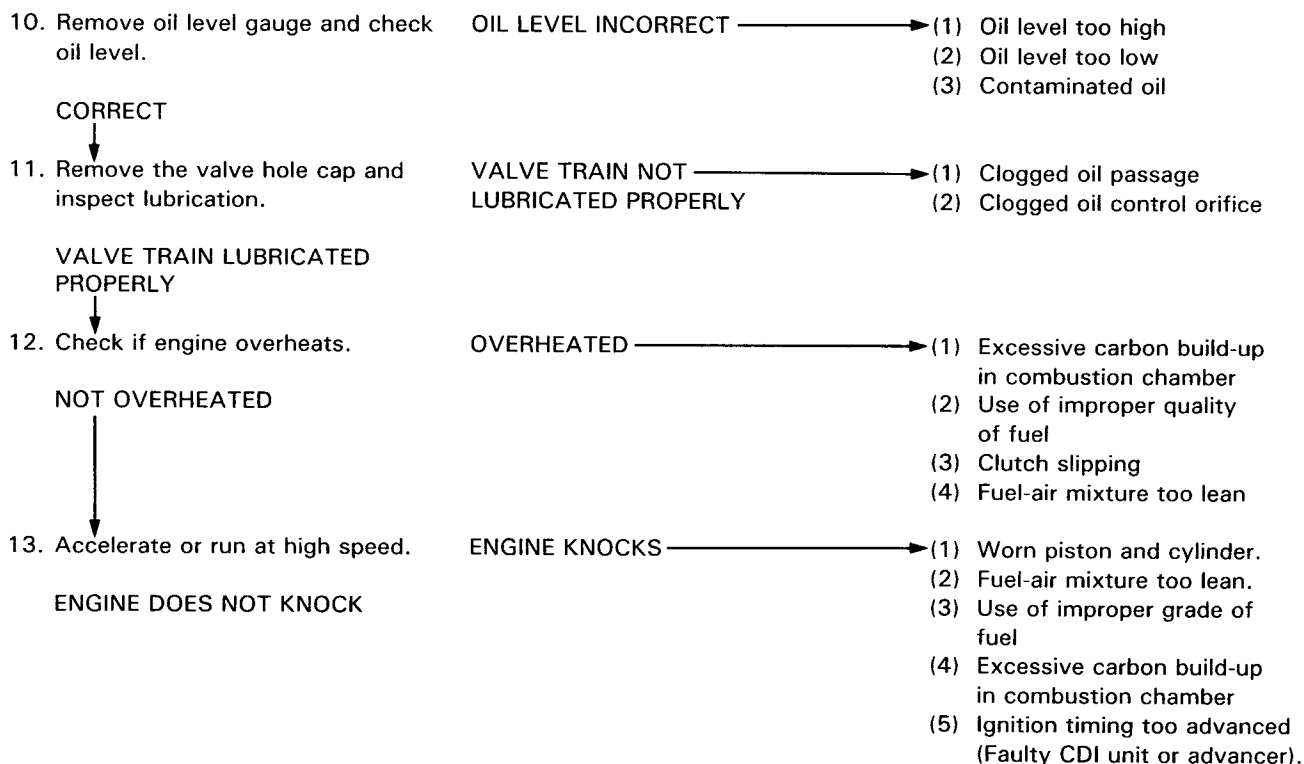 10. Remove oil level gauge and check
oil level.
OIL LEVEL INCORRECT
(1) Oil level too high
(2) Oil level too low
(3) Contaminated oil
CORRECT
11. Remove the valve hole cap and
inspect lubrication.
VALVE TRAIN NOT
LUBRICATED PROPERLY
(1) Clogged oil passage
(2) Clogged oil control orifice
VALVE TRAIN LUBRICATED
PROPERLY
12. Check if engine overheats.
OVERHEATED
(1) Excessive carbon build-up
in combustion chamber
(2) Use of improper quality
of fuel
(3) Clutch slipping
(4) Fuel-air mixture too lean
NOT OVERHEATED
13. Accelerate or run at high speed.
ENGINE KNOCKS
(1) Worn piston and cylinder.
(2) Fuel-air mixture too lean.
(3) Use of improper grade of
fuel
(4) Excessive carbon build-up
in combustion chamber
(5) Ignition timing too advanced
(Faulty CDI unit or advancer).
ENGINE DOES NOT KNOCK